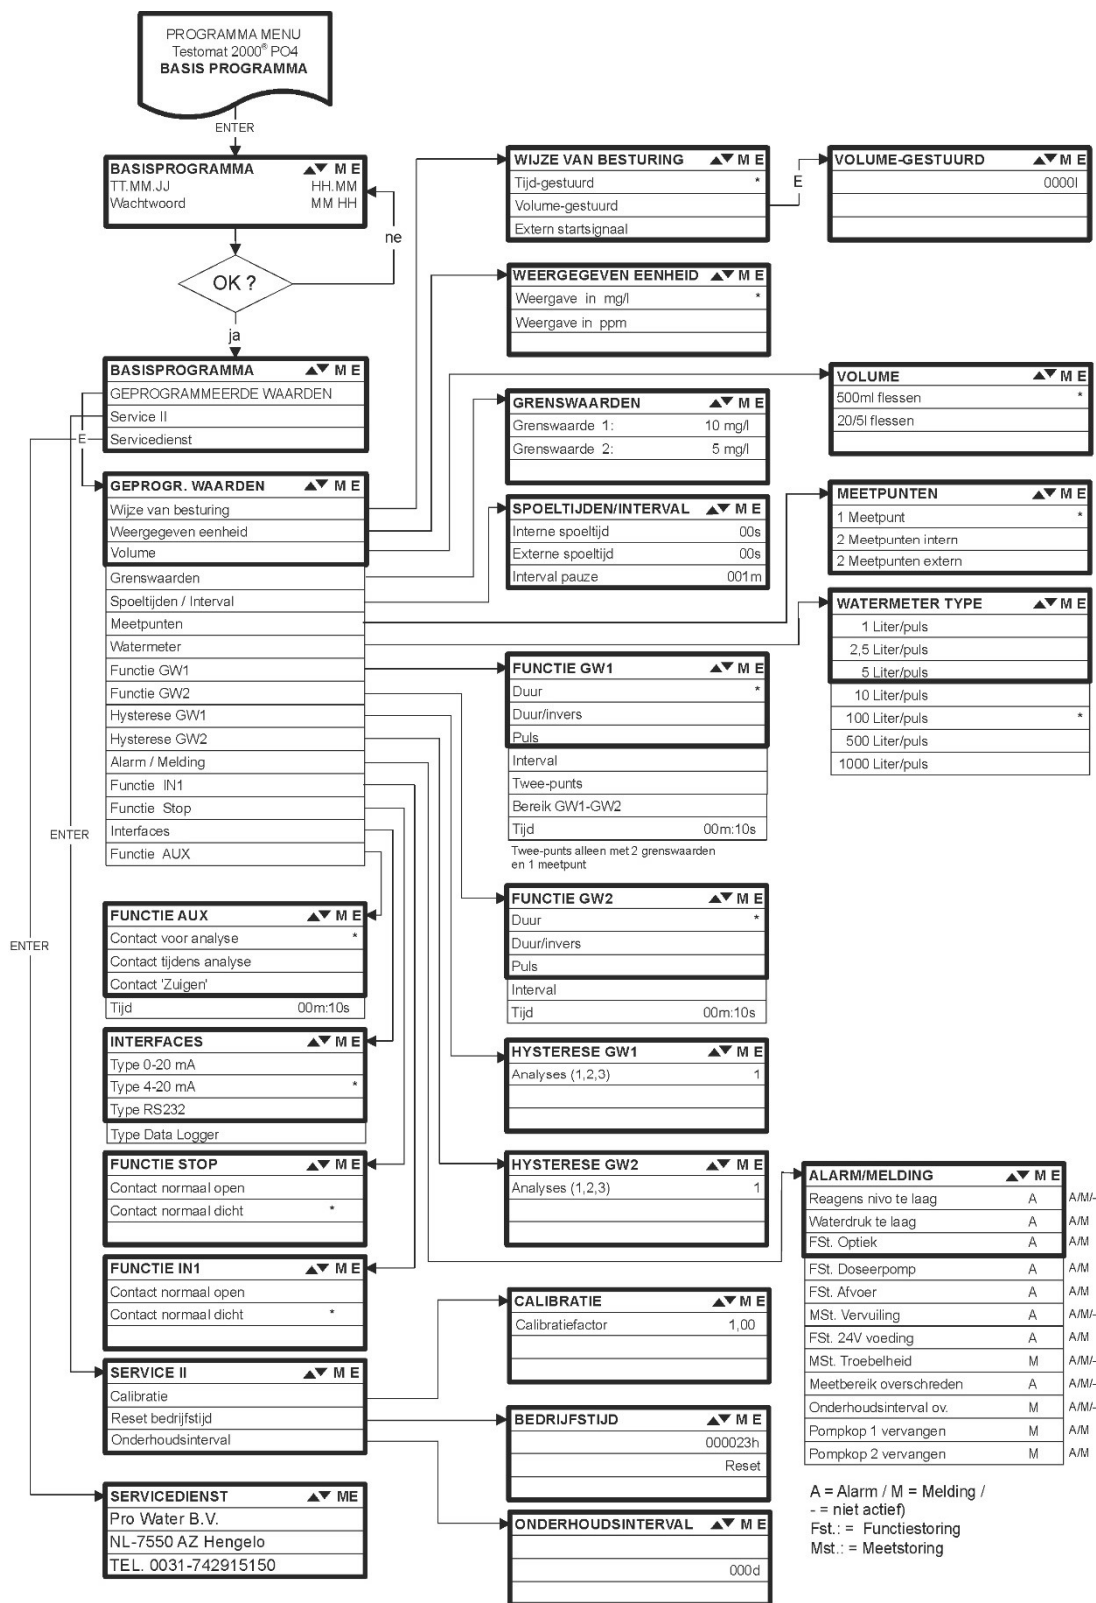 PROGRAMMA MENU
Testomat 2000® PO4
BASIS PROGRAMMA
ENTER
BASISPROGRAMMA ▲▼ M E
TT.MM.JJ HH.MM
Wachtwoord MM HH
ne
OK ?
ja
BASISPROGRAMMA ▲▼ M E
GEPROGRAMMEERDE WAARDEN
Service II
Servicedienst
E
GEPROGR. WAARDEN ▲▼ M E
Wijze van besturing
Weergegeven eenheid
Volume
Grenswaarden
Spoeltijden / Interval
Meetpunten
Watermeter
Functie GW1
Functie GW2
Hysterese GW1
Hysterese GW2
Alarm / Melding
Functie IN1
Functie Stop
Interfaces
Functie AUX
ENTER
ENTER
FUNCTIE AUX ▲▼ M E
Contact voor analyse *
Contact tijdens analyse
Contact 'Zuigen'
Tijd 00m:10s
INTERFACES ▲▼ M E
Type 0-20 mA
Type 4-20 mA *
Type RS232
Type Data Logger
FUNCTIE STOP ▲▼ M E
Contact normaal open
Contact normaal dicht *
FUNCTIE IN1 ▲▼ M E
Contact normaal open
Contact normaal dicht *
SERVICE II ▲▼ M E
Calibratie
Reset bedrijfstijd
Onderhoudsinterval
SERVICEDIENST ▲▼ ME
Pro Water B.V.
NL-7550 AZ Hengelo
TEL. 0031-742915150
WIJZE VAN BESTURING ▲▼ M E
Tijd-gestuurd *
Volume-gestuurd
Extern startsignaal
E
VOLUME-GESTUURD ▲▼ M E
0000l
WEERGEGEVEN EENHEID ▲▼ M E
Weergave in mg/l *
Weergave in ppm
VOLUME ▲▼ M E
500ml flessen *
20/5l flessen
GRENSWAARDEN ▲▼ M E
Grenswaarde 1: 10 mg/l
Grenswaarde 2: 5 mg/l
SPOELTIJDEN/INTERVAL ▲▼ M E
Interne spoeltijd 00s
Externe spoeltijd 00s
Interval pauze 001m
MEETPUNTEN ▲▼ M E
1 Meetpunt *
2 Meetpunten intern
2 Meetpunten extern
WATERMETER TYPE ▲▼ M E
1 Liter/puls
2,5 Liter/puls
5 Liter/puls
10 Liter/puls
100 Liter/puls *
500 Liter/puls
1000 Liter/puls
FUNCTIE GW1 ▲▼ M E
Duur *
Duur/invers
Puls
Interval
Twee-punts
Bereik GW1-GW2
Tijd 00m:10s
Twee-punts alleen met 2 grenswaarden
en 1 meetpunt
FUNCTIE GW2 ▲▼ M E
Duur *
Duur/invers
Puls
Interval
Tijd 00m:10s
HYSTERESE GW1 ▲▼ M E
Analyses (1,2,3) 1
HYSTERESE GW2 ▲▼ M E
Analyses (1,2,3) 1
ALARM/MELDING ▲▼ M E
Reagens nivo te laag A A/M/-
Waterdruk te laag A A/M
FSt. Optiek A A/M
FSt. Doseerpomp A A/M
FSt. Afvoer A A/M
MSt. Vervuiling A A/M/-
FSt. 24V voeding A A/M
MSt. Troebelheid M A/M/-
Meetbereik overschreden A A/M/-
Onderhoudsinterval ov. M A/M/-
Pompkop 1 vervangen M A/M
Pompkop 2 vervangen M A/M
A = Alarm / M = Melding /
- = niet actief)
Fst.: = Functiestoring
Mst.: = Meetstoring
CALIBRATIE ▲▼ M E
Calibratiefactor 1,00
BEDRIJFSTIJD ▲▼ M E
000023h
Reset
ONDERHOUDSINTERVAL ▲▼ M E
000d